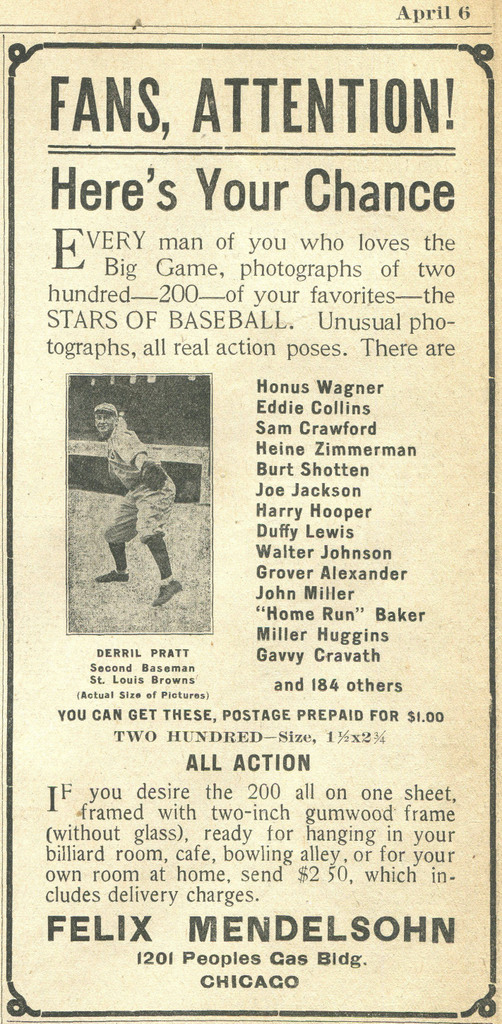 April 6
FANS, ATTENTION!
Here's Your Chance
EVERY man of you who loves the
Big Game, photographs of two
hundred—200—of your favorites—the
STARS OF BASEBALL. Unusual pho-
tographs, all real action poses. There are
Honus Wagner
Eddie Collins
Sam Crawford
Heine Zimmerman
Burt Shotten
Joe Jackson
Harry Hooper
Duffy Lewis
Walter Johnson
Grover Alexander
John Miller
"Home Run" Baker
Miller Huggins
Gavvy Cravath
and 184 others
DERRIL PRATT
Second Baseman
St. Louis Browns
(Actual Size of Pictures)
YOU CAN GET THESE, POSTAGE PREPAID FOR $1.00
TWO HUNDRED—Size, 1½x2¾
ALL ACTION
IF you desire the 200 all on one sheet,
framed with two-inch gumwood frame
(without glass), ready for hanging in your
billiard room, cafe, bowling alley, or for your
own room at home, send $2 50, which in-
cludes delivery charges.
FELIX MENDELSOHN
1201 Peoples Gas Bldg.
CHICAGO